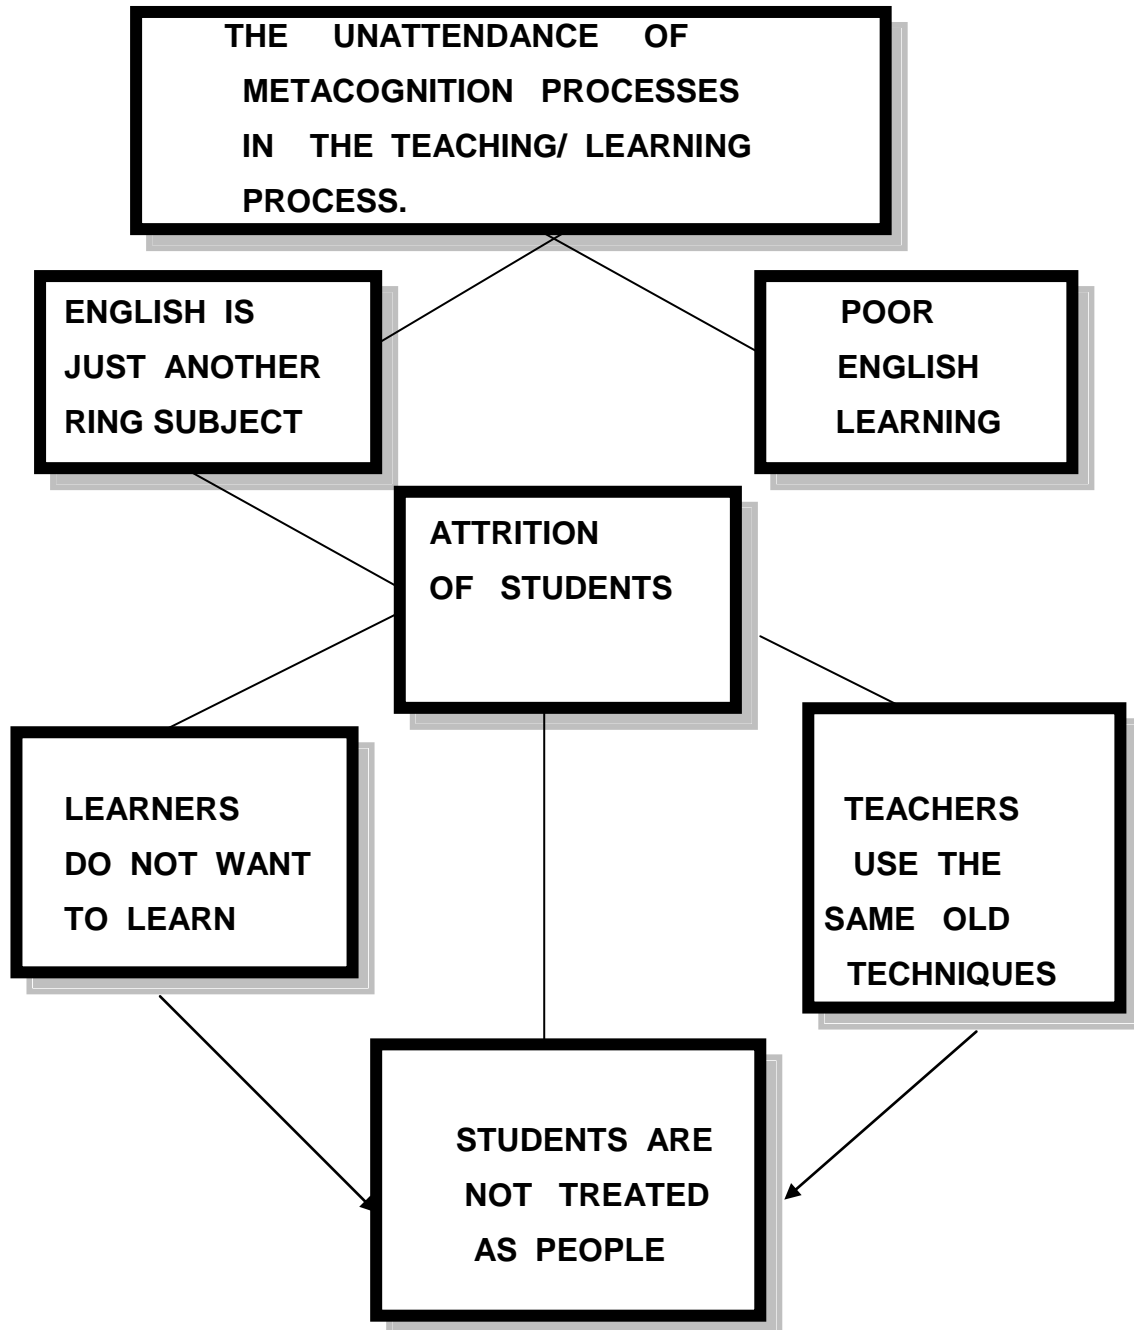 THE UNATTENDANCE OF
METACOGNITION PROCESSES
IN THE TEACHING/ LEARNING
PROCESS.
ENGLISH IS
JUST ANOTHER
RING SUBJECT
POOR
ENGLISH
LEARNING
ATTRITION
OF STUDENTS
LEARNERS
DO NOT WANT
TO LEARN
TEACHERS
USE THE
SAME OLD
TECHNIQUES
STUDENTS ARE
NOT TREATED
AS PEOPLE